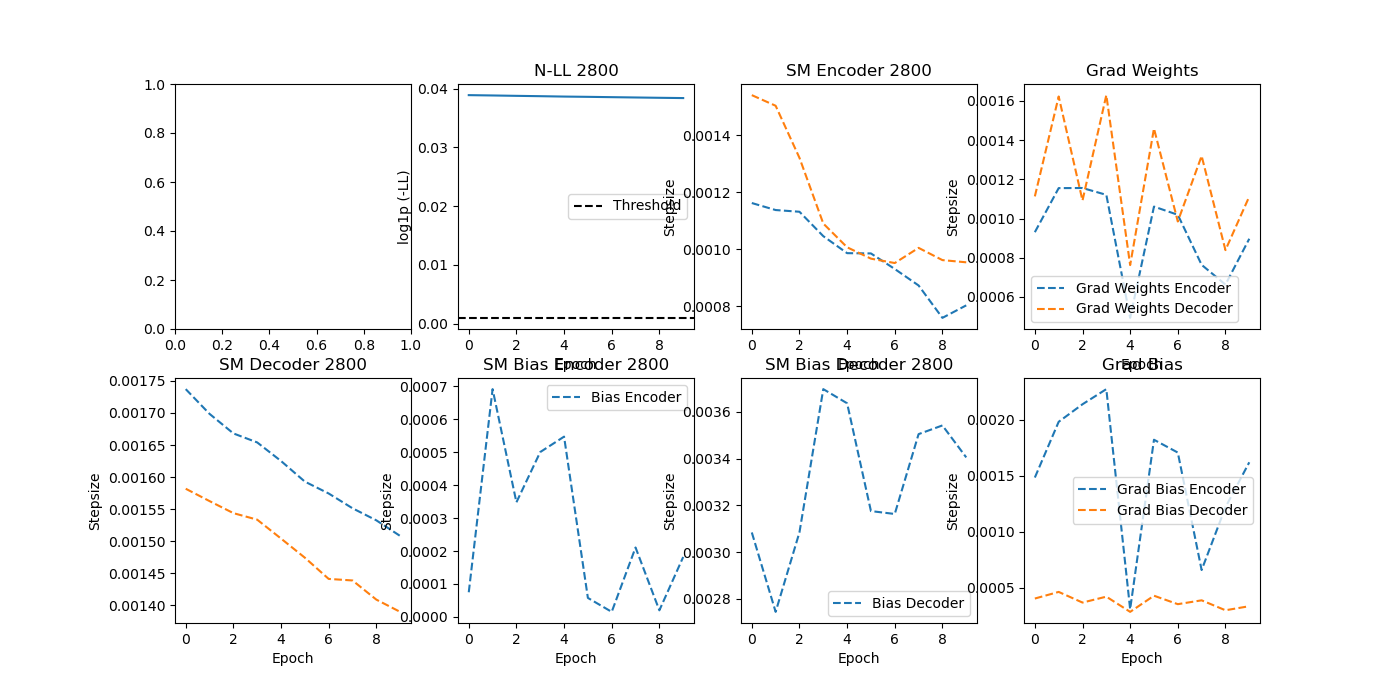 1.0
0.8
0.6
0.4
0.2
0.0
0.0 0.2 0.4 0.6 0.8 1.0
N-LL 2800
log1p (-LL)
0.04
0.03
0.02
0.01
0.00
Threshold
0 2 4 6 8
Epoch
SM Encoder 2800
Stepsize
0.0014
0.0012
0.0010
0.0008
0 2 4 6 8
Epoch
Grad Weights
Stepsize
0.0016
0.0014
0.0012
0.0010
0.0008
0.0006
Grad Weights Encoder
Grad Weights Decoder
0 2 4 6 8
Epoch
SM Decoder 2800
Stepsize
0.00175
0.00170
0.00165
0.00160
0.00155
0.00150
0.00145
0.00140
0 2 4 6 8
Epoch
SM Bias Encoder 2800
Stepsize
0.0007
0.0006
0.0005
0.0004
0.0003
0.0002
0.0001
0.0000
Bias Encoder
0 2 4 6 8
Epoch
SM Bias Decoder 2800
Stepsize
0.0036
0.0034
0.0032
0.0030
0.0028
Bias Decoder
0 2 4 6 8
Epoch
Grad Bias
Stepsize
0.0020
0.0015
0.0010
0.0005
Grad Bias Encoder
Grad Bias Decoder
0 2 4 6 8
Epoch